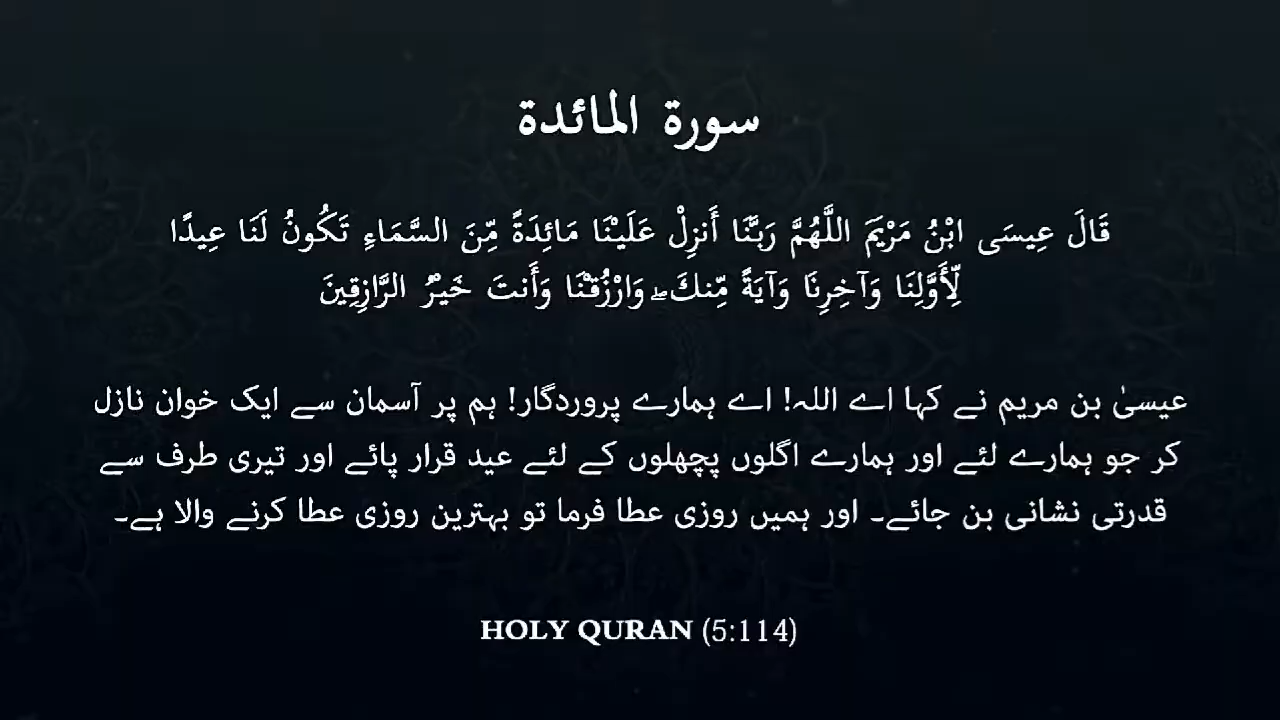 سورة المائدة
قَالَ عِيسَى ابْنُ مَرْيَمَ اللَّهُمَّ رَبَّنَا أَنزِلْ عَلَيْنَا مَائِدَةً مِّنَ السَّمَاءِ تَكُونُ لَنَا عِيدًا
لِّأَوَّلِنَا وَآخِرِنَا وَآيَةً مِّنكَ ۖ وَارْزُقْنَا وَأَنتَ خَيْرُ الرَّازِقِينَ
عیسیٰ بن مریم نے کہا اے اللہ! اے ہمارے پروردگار! ہم پر آسمان سے ایک خوان نازل
کر جو ہمارے لئے اور ہمارے اگلوں پچھلوں کے لئے عید قرار پائے اور تیری طرف سے
قدرتی نشانی بن جائے۔ اور ہمیں روزی عطا فرما تو بہترین روزی عطا کرنے والا ہے۔
HOLY QURAN (5:114)